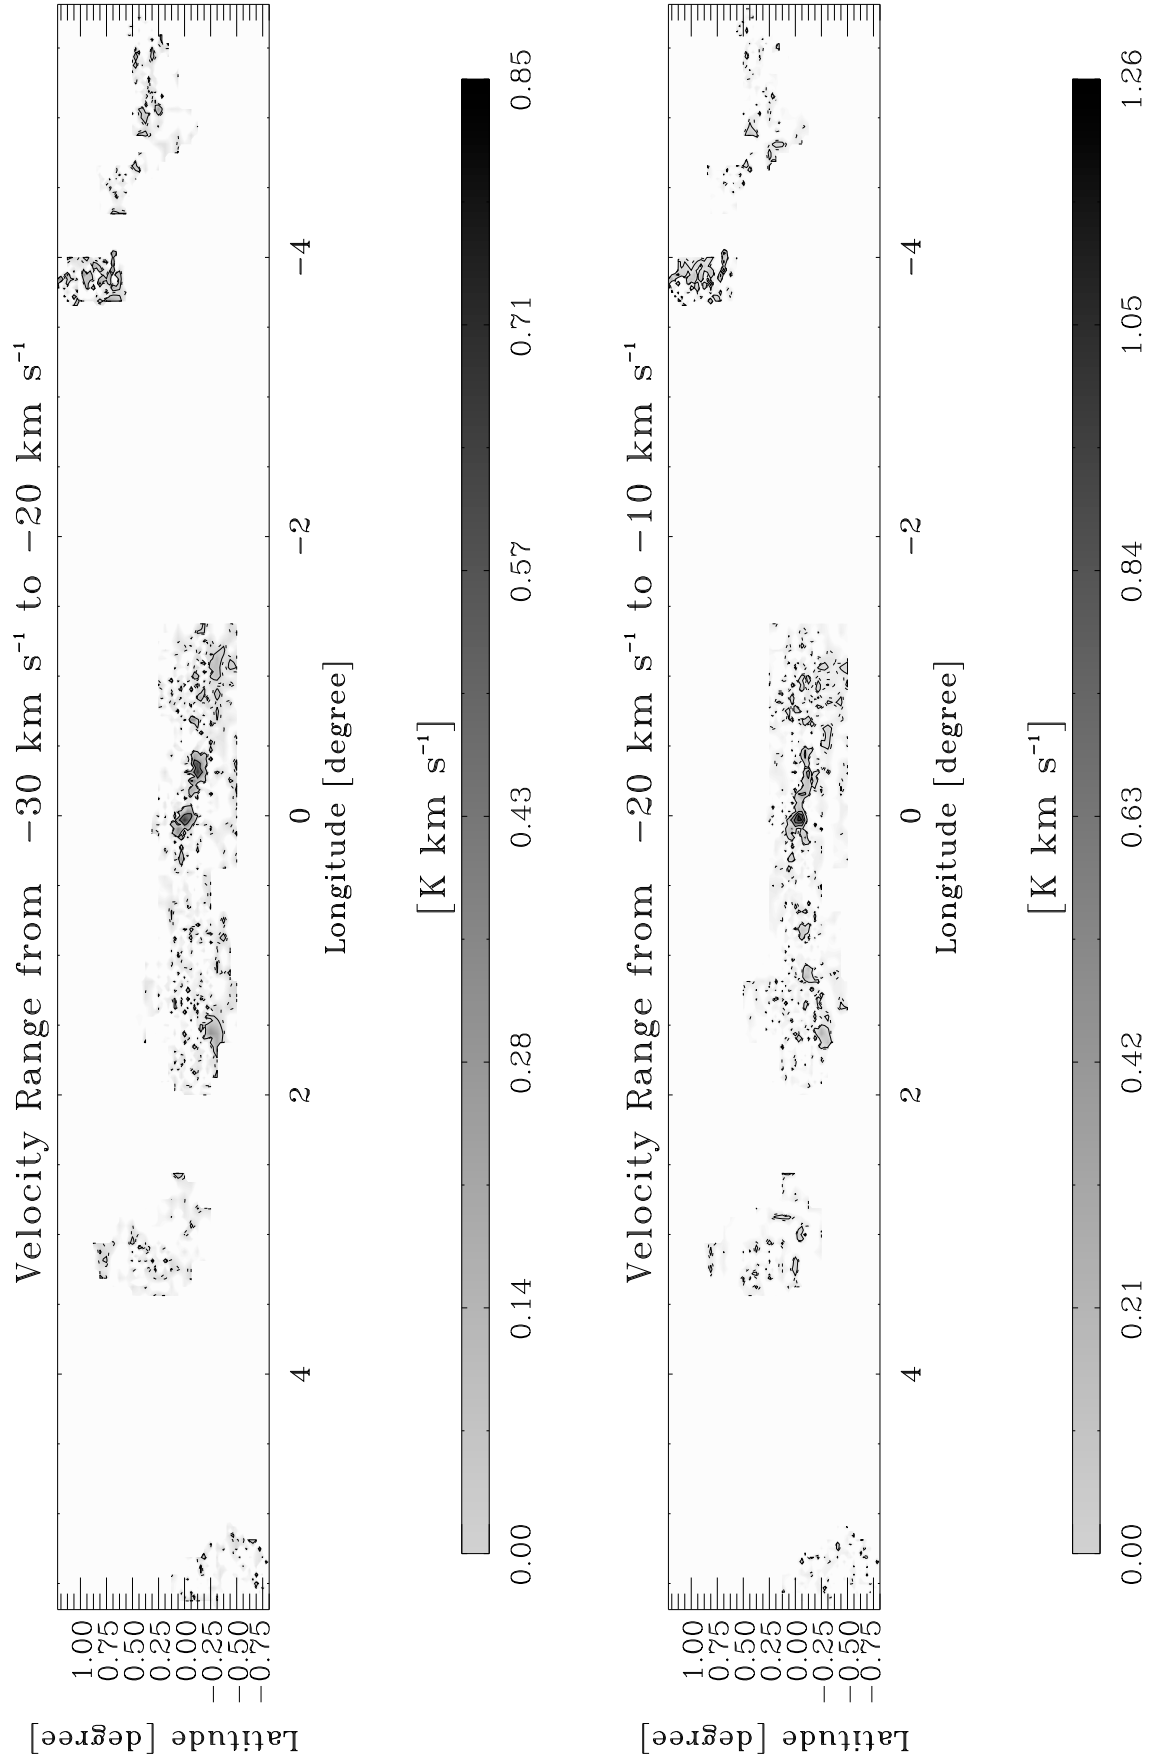 Velocity Range from −30 km s⁻¹ to −20 km s⁻¹
1.00
0.75
0.50
0.25
0.00
−0.25
−0.50
−0.75
Latitude [degree]
4 2 0 −2 −4
Longitude [degree]
[K km s⁻¹]
0.00 0.14 0.28 0.43 0.57 0.71 0.85
Velocity Range from −20 km s⁻¹ to −10 km s⁻¹
1.00
0.75
0.50
0.25
0.00
−0.25
−0.50
−0.75
Latitude [degree]
4 2 0 −2 −4
Longitude [degree]
[K km s⁻¹]
0.00 0.21 0.42 0.63 0.84 1.05 1.26